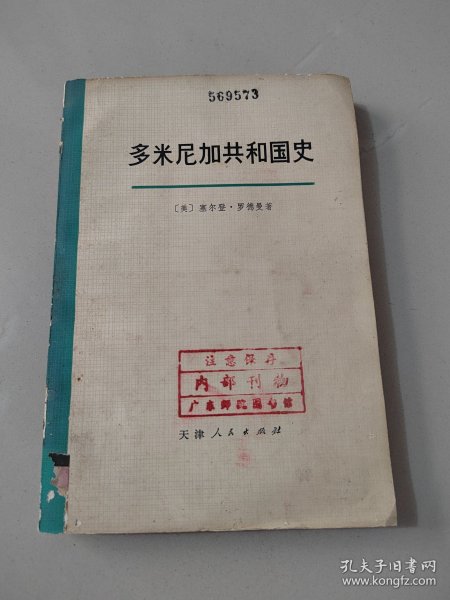 569573
多米尼加共和国史
〔美〕塞尔登·罗德曼著
注意保存
内部刊物
广东师院图书馆
天津人民出版社
孔夫子旧书网
www.kongfz.com